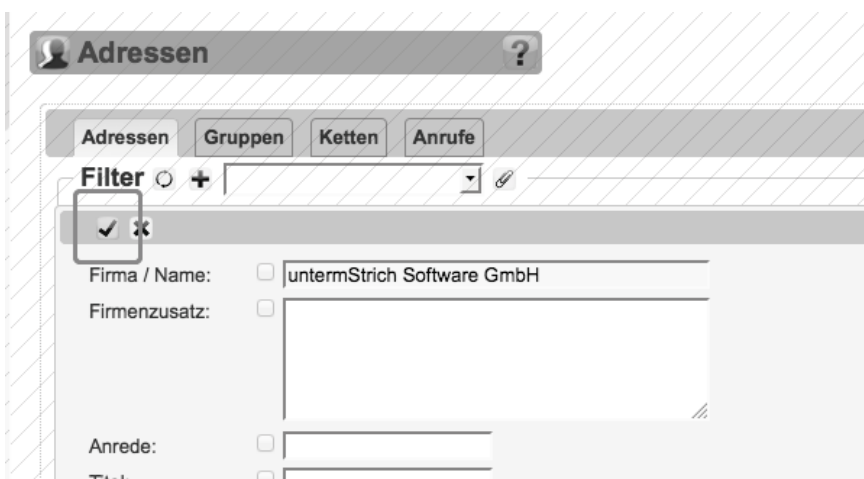 Adressen ?
Adressen Gruppen Ketten Anrufe
Filter
Firma / Name: untermStrich Software GmbH
Firmenzusatz:
Anrede: